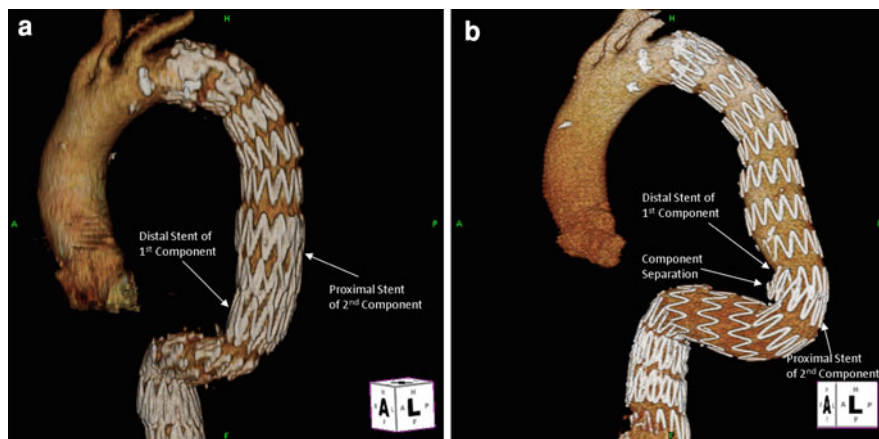 a
H
Distal Stent of
1st Component
Proximal Stent
of 2nd Component
A
P
H
A
L
P
F
F
b
H
Distal Stent of
1st Component
Component
Separation
A
Proximal Stent
of 2nd Component
H
A
L
A
L
P
F
F